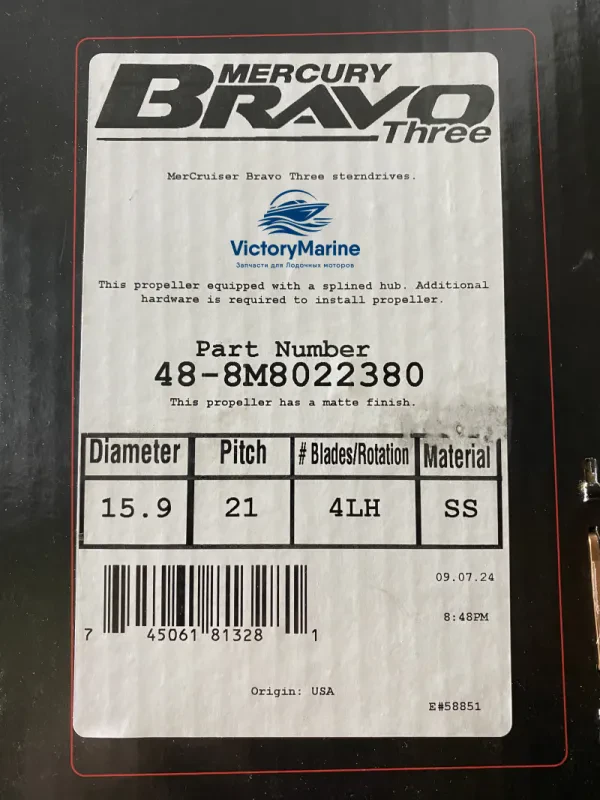 MERCURY
BRAVO
Three
MerCruiser Bravo Three sterndrives.
VictoryMarine
Запчасти для Лодочных моторов
This propeller equipped with a splined hub. Additional
hardware is required to install propeller.
Part Number
48-8M8022380
This propeller has a matte finish.
Diameter Pitch # Blades/Rotation Material
15.9 21 4LH SS
09.07.24
8:48PM
7 45061 81328 1
Origin: USA
E#58851